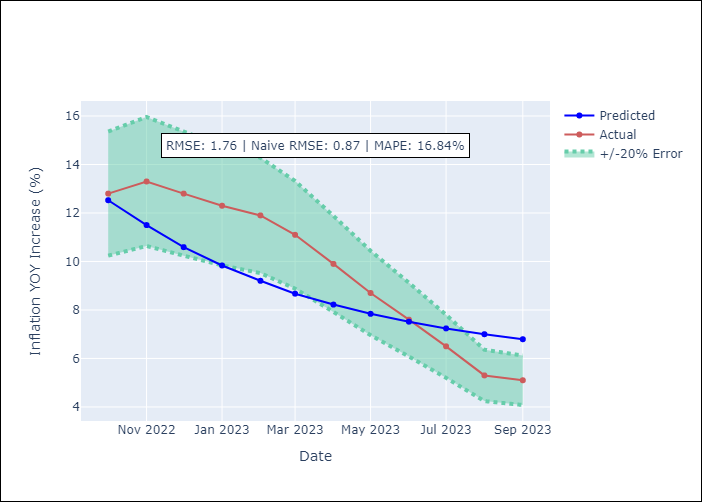 16
14
12
10
8
6
4
Inflation YOY Increase (%)
RMSE: 1.76 | Naive RMSE: 0.87 | MAPE: 16.84%
Predicted
Actual
+/-20% Error
Nov 2022
Jan 2023
Mar 2023
May 2023
Jul 2023
Sep 2023
Date